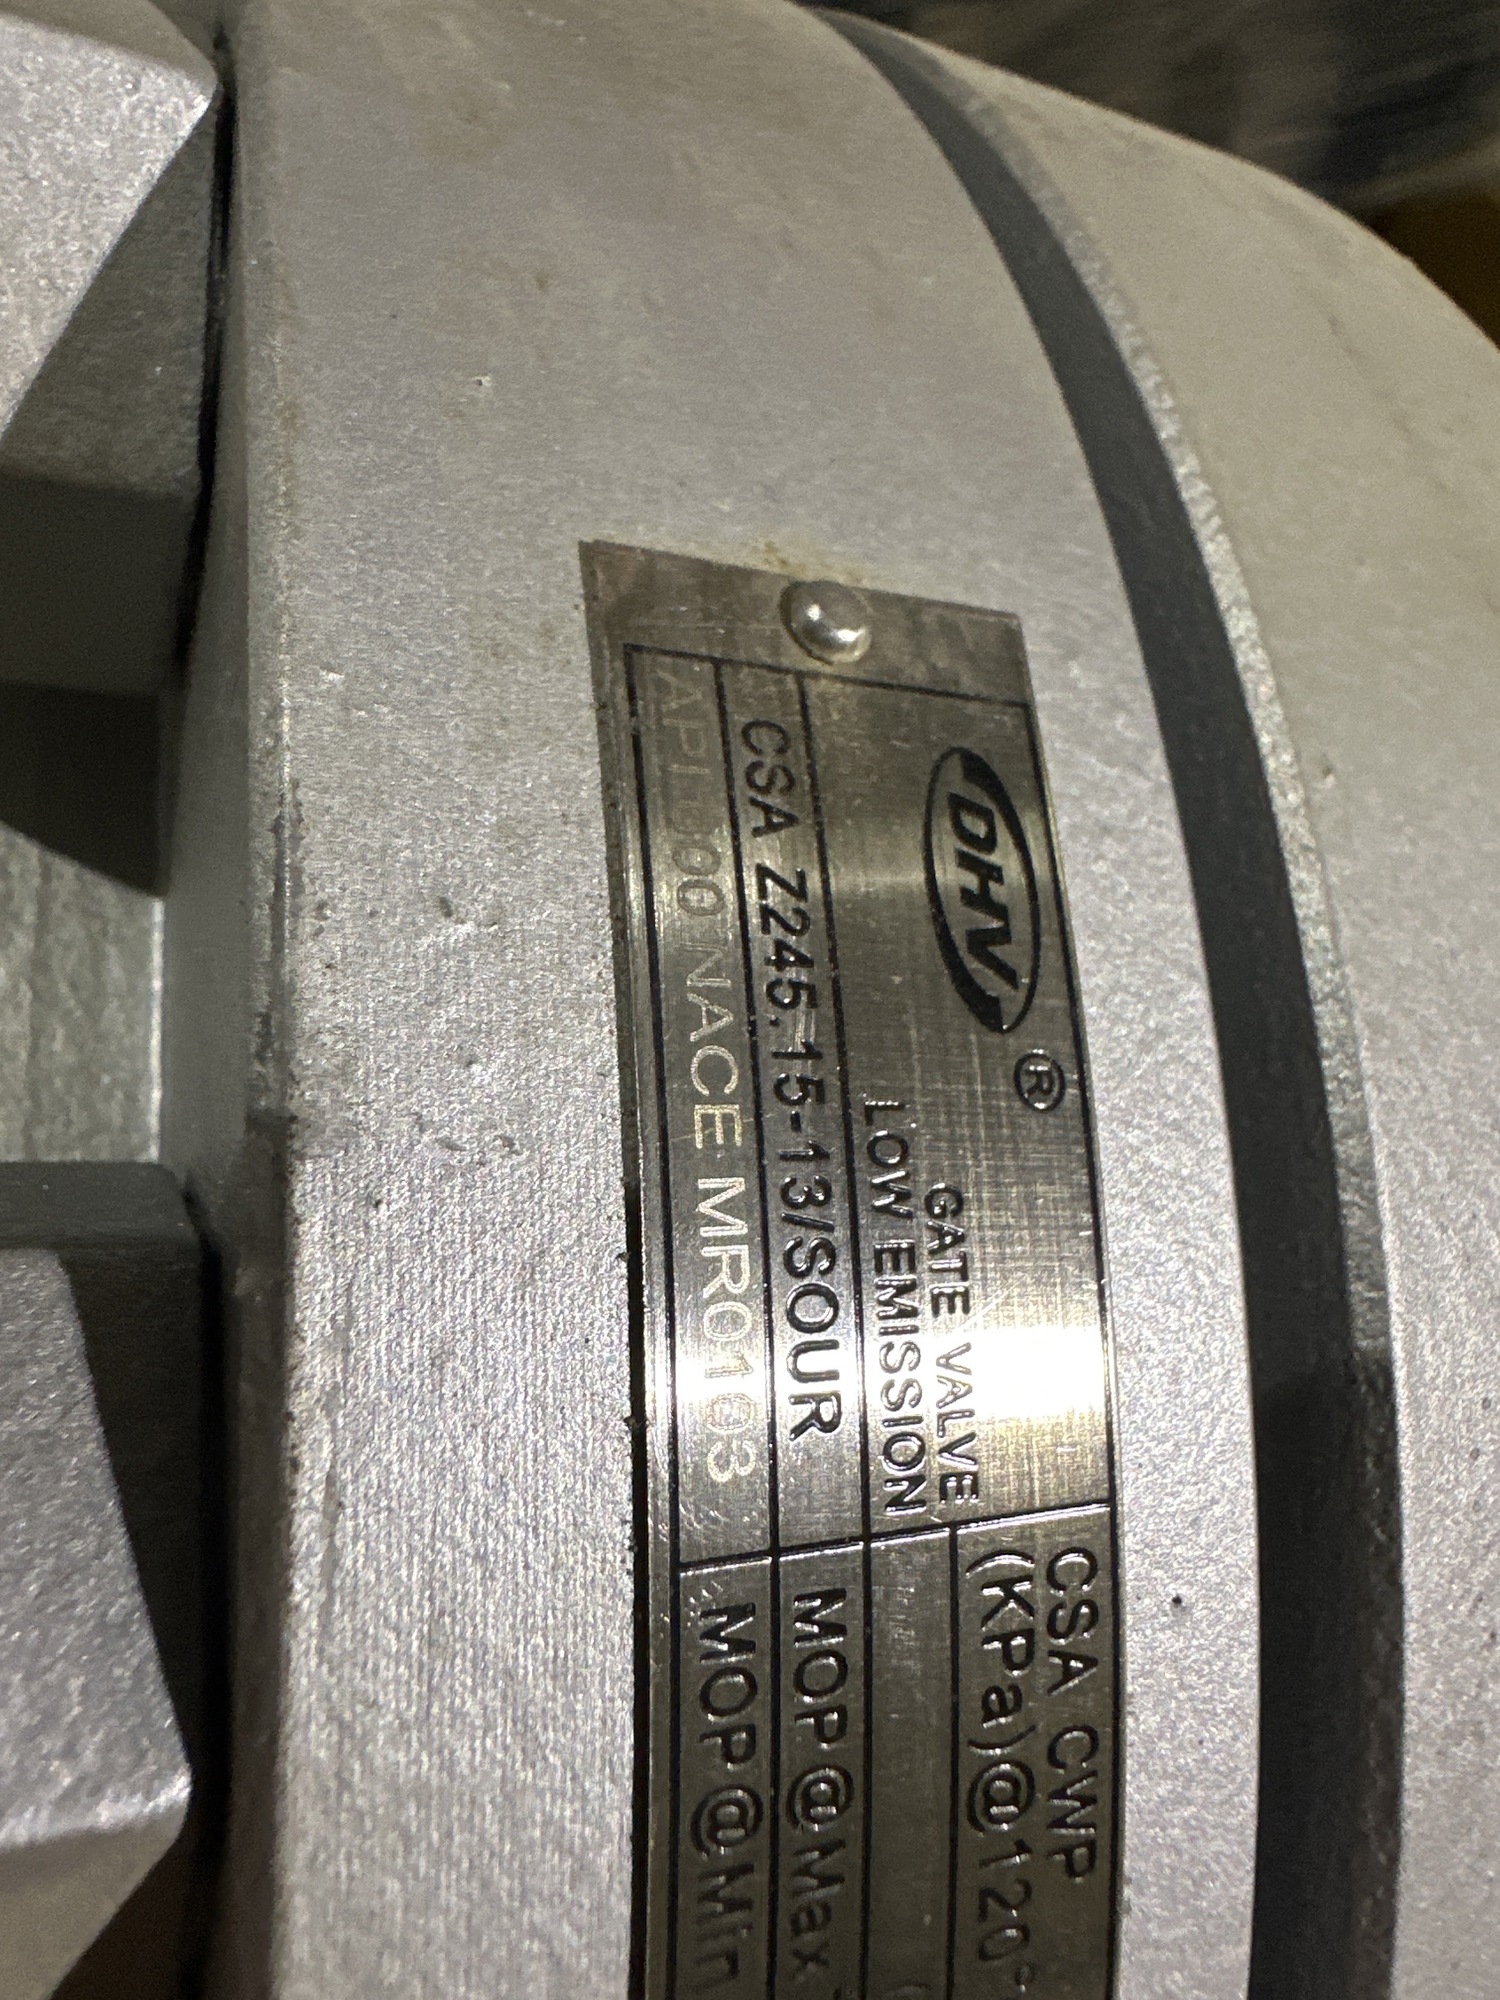 DHV ®
GATE VALVE
LOW EMISSION
CSA Z245.15-13/SOUR
API 600 NACE MR0103
CSA CWP
(KPa)@120°
MOP@Max
MOP@Min